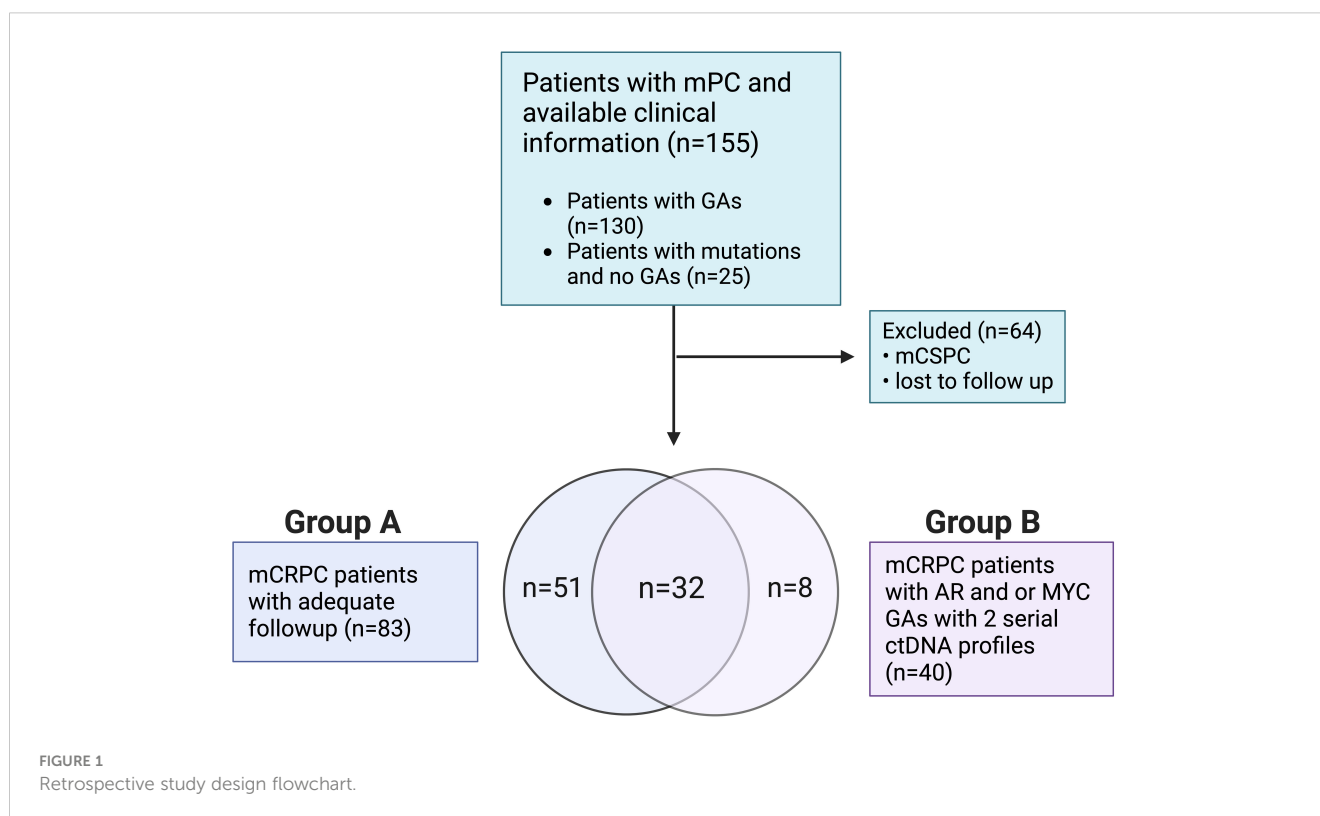 Patients with mPC and
available clinical
information (n=155)
• Patients with GAs
(n=130)
• Patients with mutations
and no GAs (n=25)
Excluded (n=64)
• mCSPC
• lost to follow up
Group A
mCRPC patients
with adequate
followup (n=83)
n=51
n=32
n=8
Group B
mCRPC patients
with AR and or MYC
GAs with 2 serial
ctDNA profiles
(n=40)
FIGURE 1
Retrospective study design flowchart.